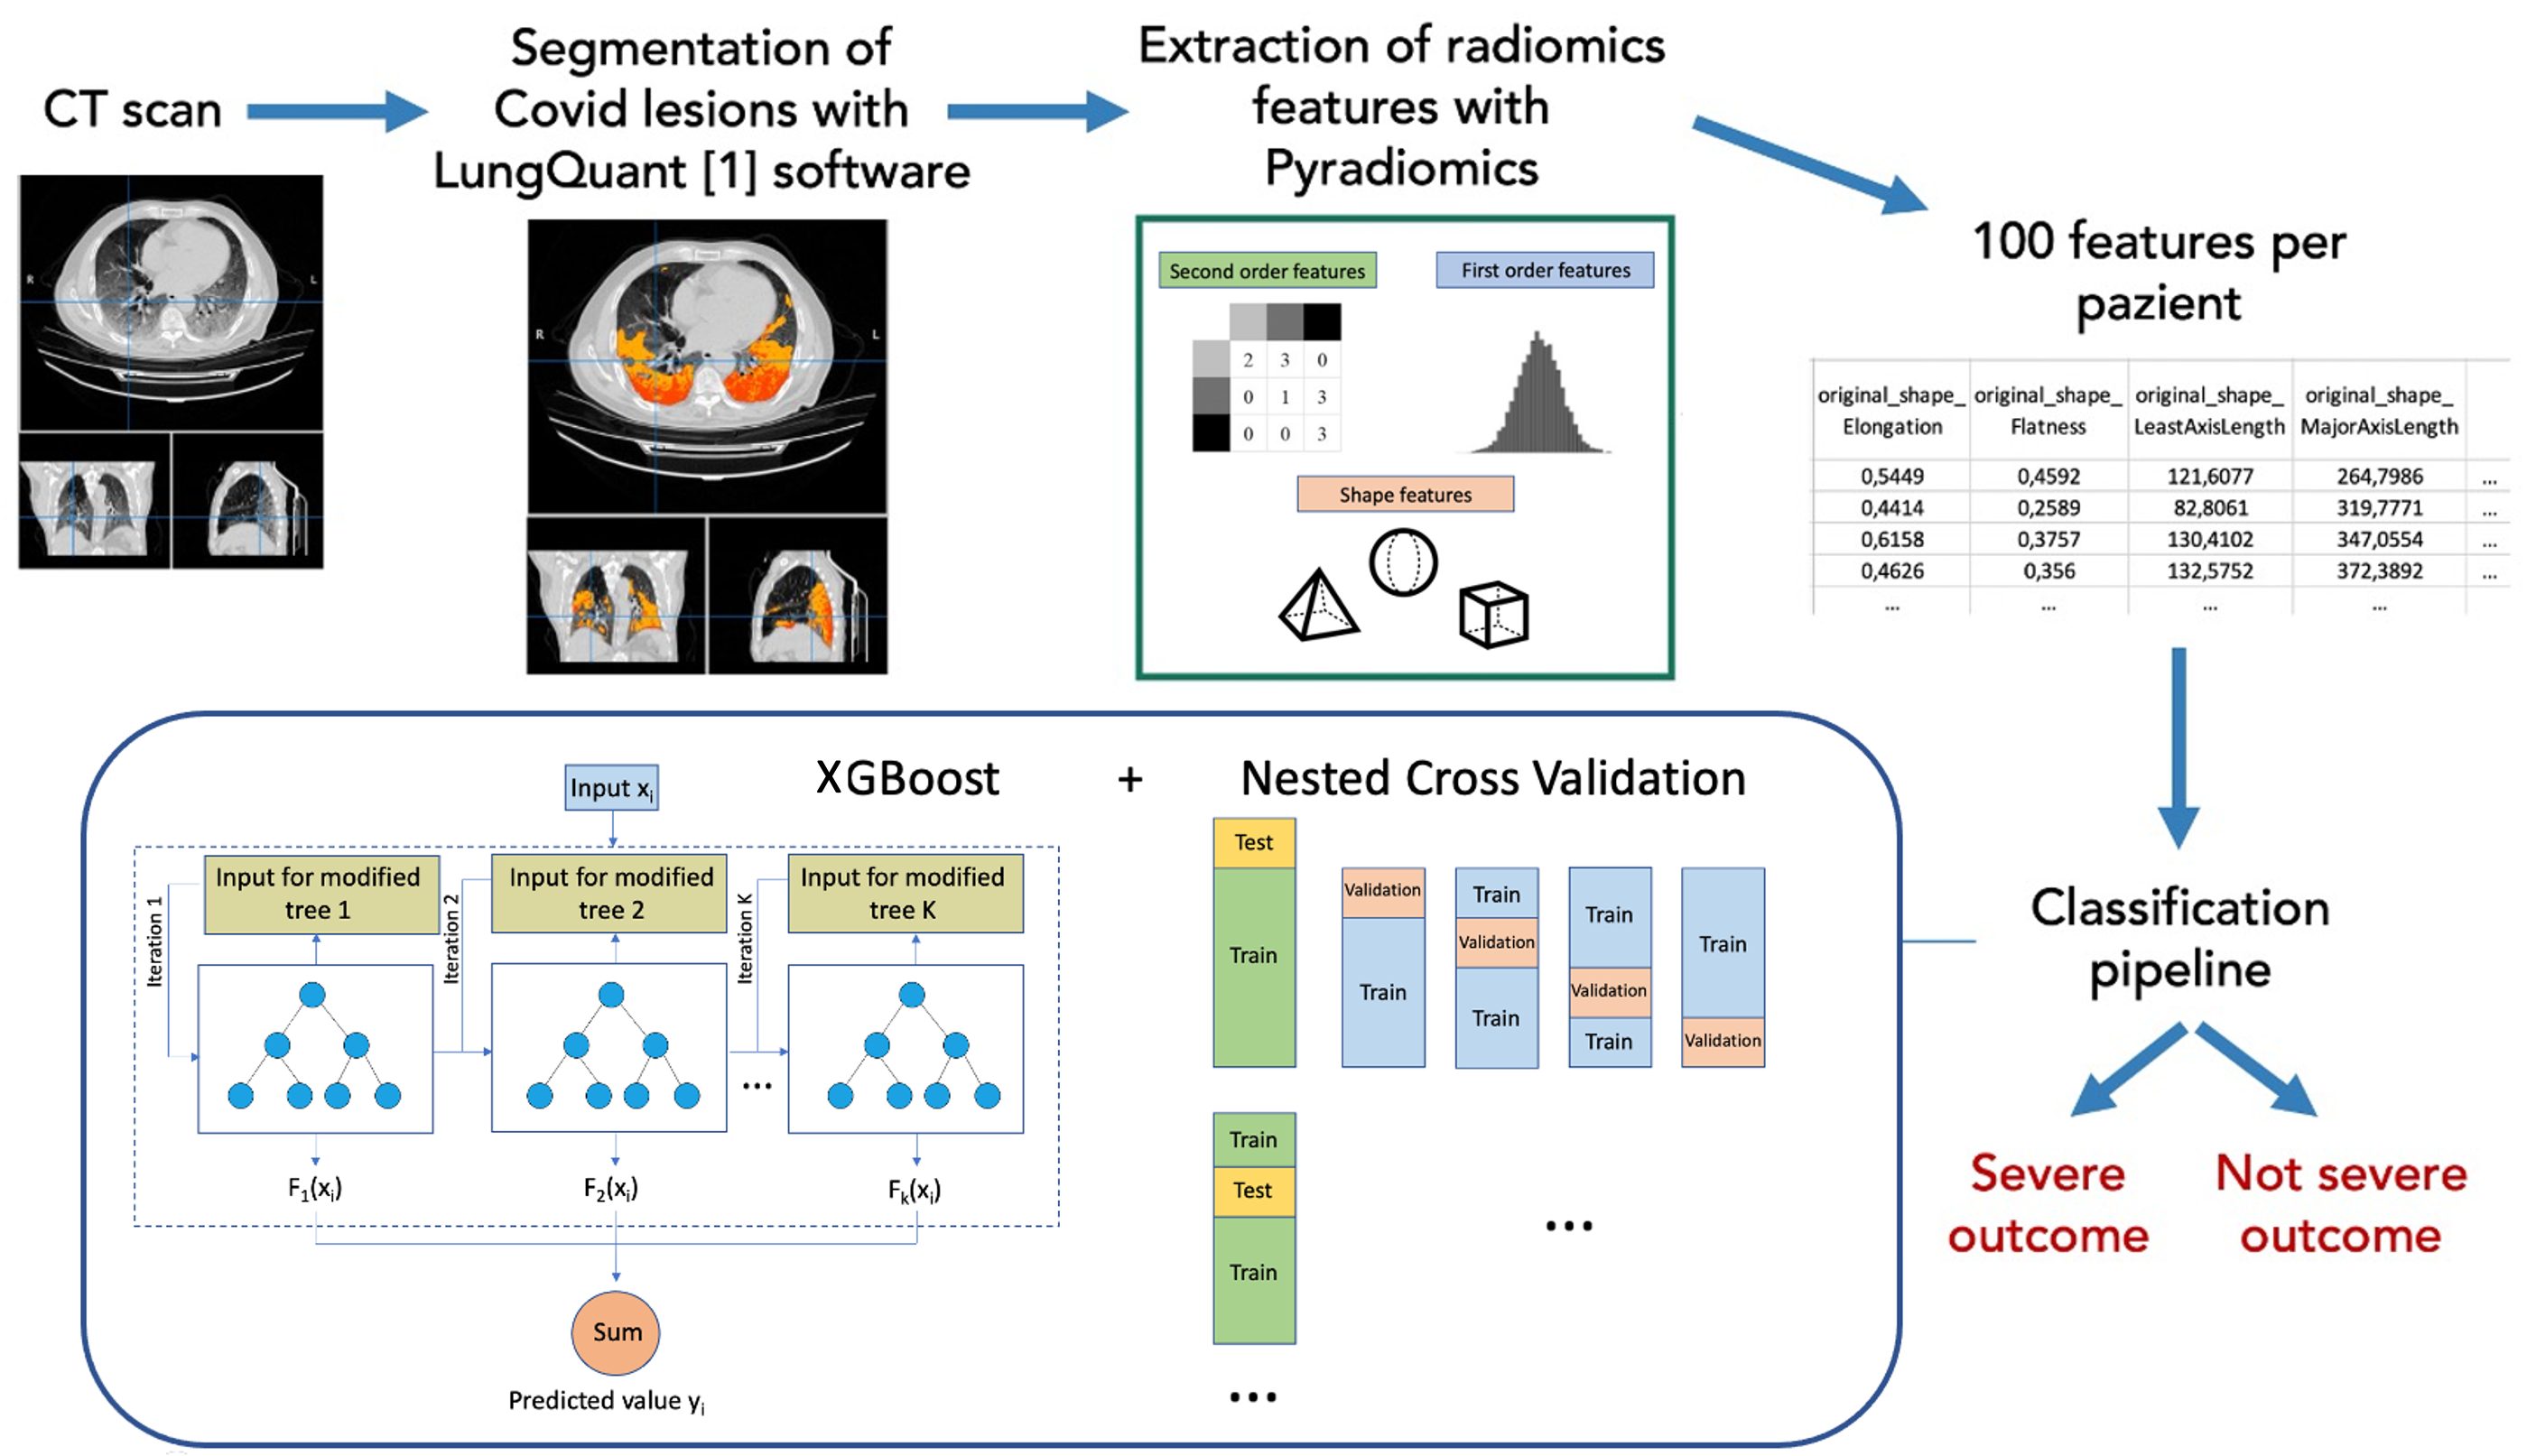 CT scan
Segmentation of
Covid lesions with
LungQuant [1] software
Extraction of radiomics
features with
Pyradiomics
100 features per
pazient
R
L
R
L
Second order features
First order features
2 3 0
0 1 3
0 0 3
Shape features
original_shape_ original_shape_ original_shape_ original_shape_
Elongation Flatness LeastAxisLength MajorAxisLength
0,5449 0,4592 121,6077 264,7986 ...
0,4414 0,2589 82,8061 319,7771 ...
0,6158 0,3757 130,4102 347,0554 ...
0,4626 0,356 132,5752 372,3892 ...
... ... ... ...
Classification
pipeline
Severe
outcome
Not severe
outcome
XGBoost + Nested Cross Validation
Input xi
Input for modified
tree 1
Input for modified
tree 2
Input for modified
tree K
Iteration 1
Iteration 2
Iteration K
...
F1(xi)
F2(xi)
Fk(xi)
Sum
Predicted value yi
Test
Train
Validation
Train
Train
Validation
Train
Train
Validation
Train
Train
Validation
Train
Test
Train
...
...